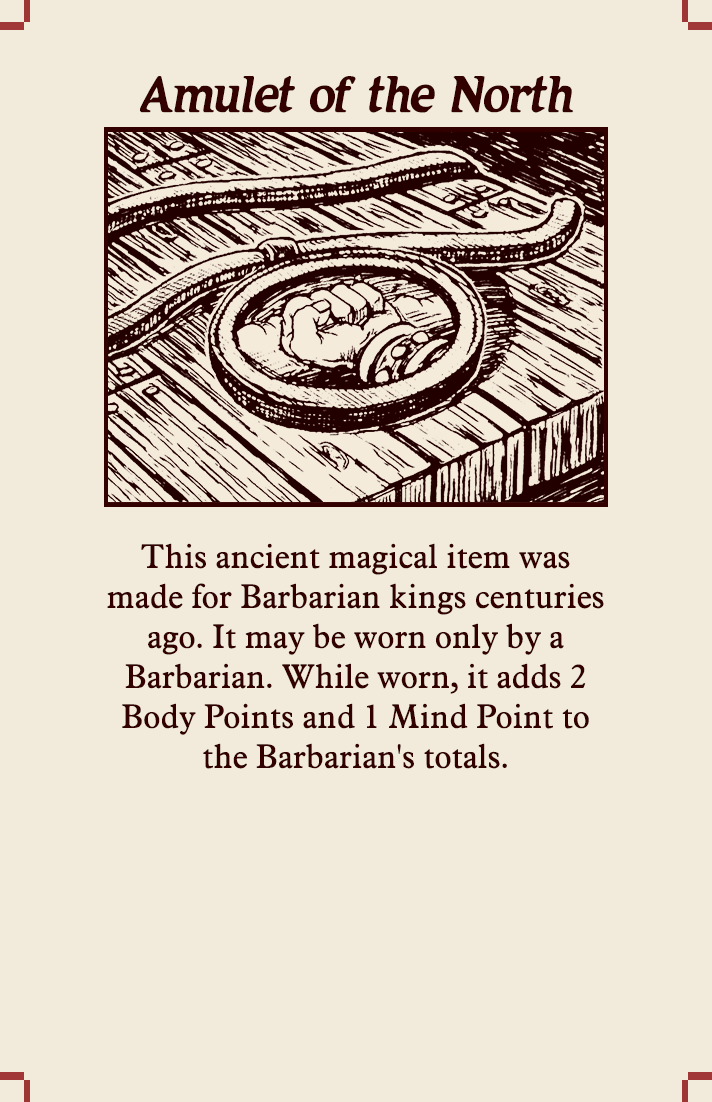 Amulet of the North
This ancient magical item was
made for Barbarian kings centuries
ago. It may be worn only by a
Barbarian. While worn, it adds 2
Body Points and 1 Mind Point to
the Barbarian's totals.